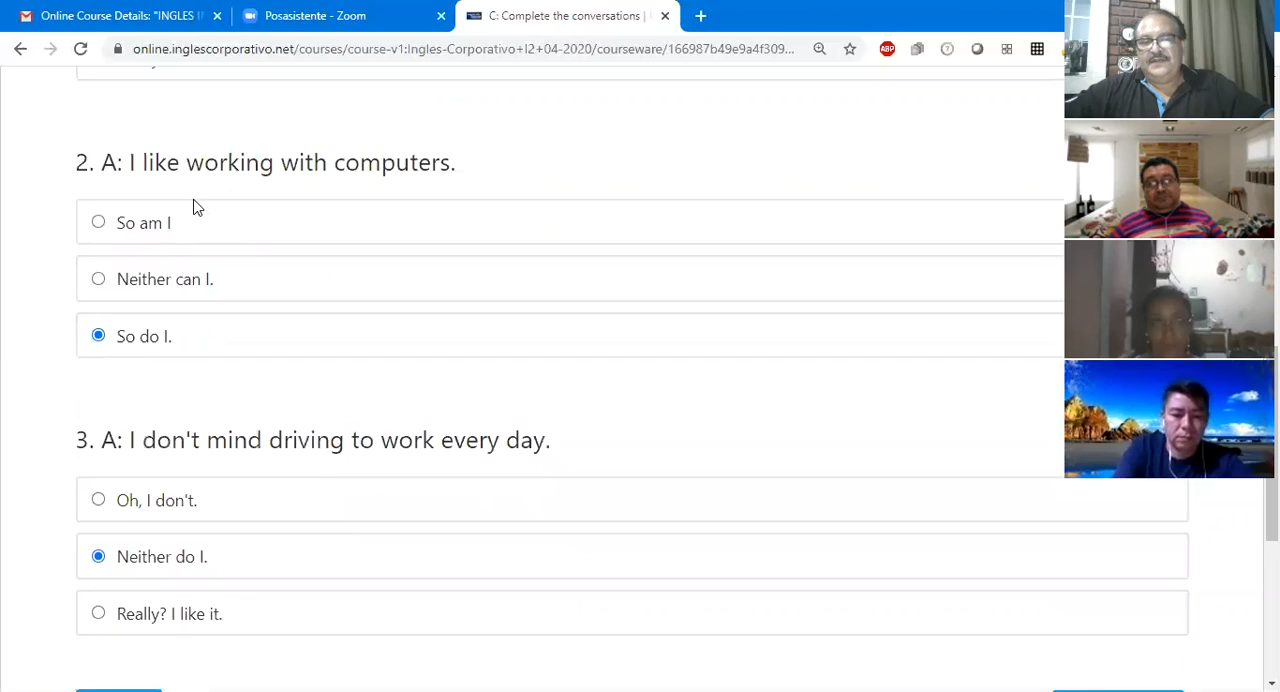 Online Course Details: "INGLES I
Posasistente - Zoom
C: Complete the conversations |
online.inglescorporativo.net/courses/course-v1:Ingles-Corporativo+I2+04-2020/courseware/166987b49e9a4f309...
ABP
2. A: I like working with computers.
So am I
Neither can I.
So do I.
3. A: I don't mind driving to work every day.
Oh, I don't.
Neither do I.
Really? I like it.